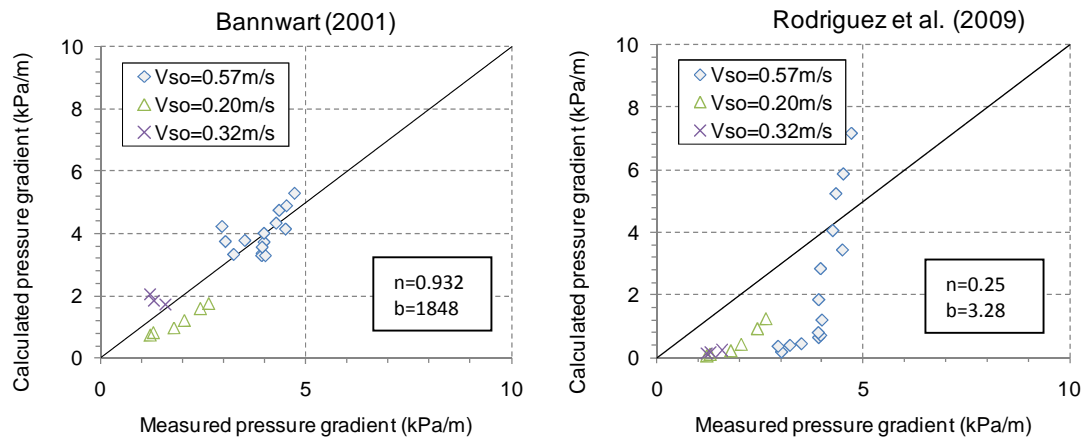 Bannwart (2001)
Calculated pressure gradient (kPa/m)
10
8
6
4
2
0
Vso=0.57m/s
Vso=0.20m/s
Vso=0.32m/s
n=0.932
b=1848
0
5
10
Measured pressure gradient (kPa/m)
Rodriguez et al. (2009)
Calculated pressure gradient (kPa/m)
10
8
6
4
2
0
Vso=0.57m/s
Vso=0.20m/s
Vso=0.32m/s
n=0.25
b=3.28
0
5
10
Measured pressure gradient (kPa/m)